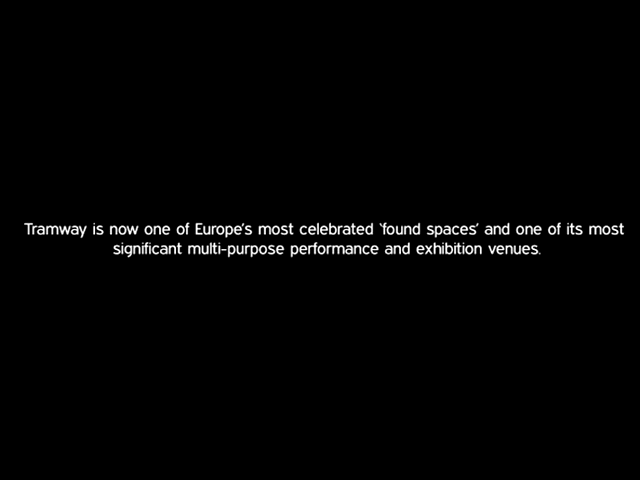 Tramway is now one of Europe's most celebrated 'found spaces' and one of its most
significant multi-purpose performance and exhibition venues.